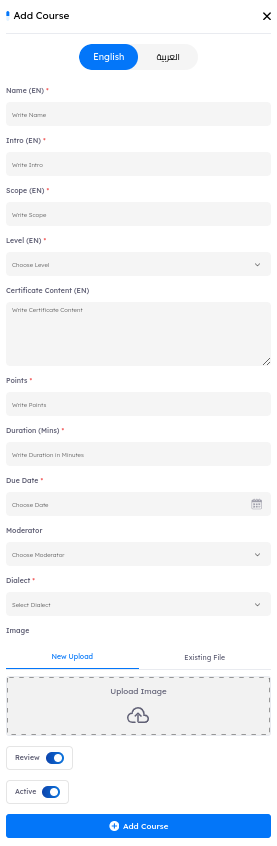 Add Course
English العربية
Name (EN) *
Write Name
Intro (EN) *
Write Intro
Scope (EN) *
Write Scope
Level (EN) *
Choose Level
Certificate Content (EN)
Write Certificate Content
Points *
Write Points
Duration (Mins) *
Write Duration in Minutes
Due Date *
Choose Date
Moderator
Choose Moderator
Dialect *
Select Dialect
Image
New Upload Existing File
Upload Image
Review
Active
Add Course